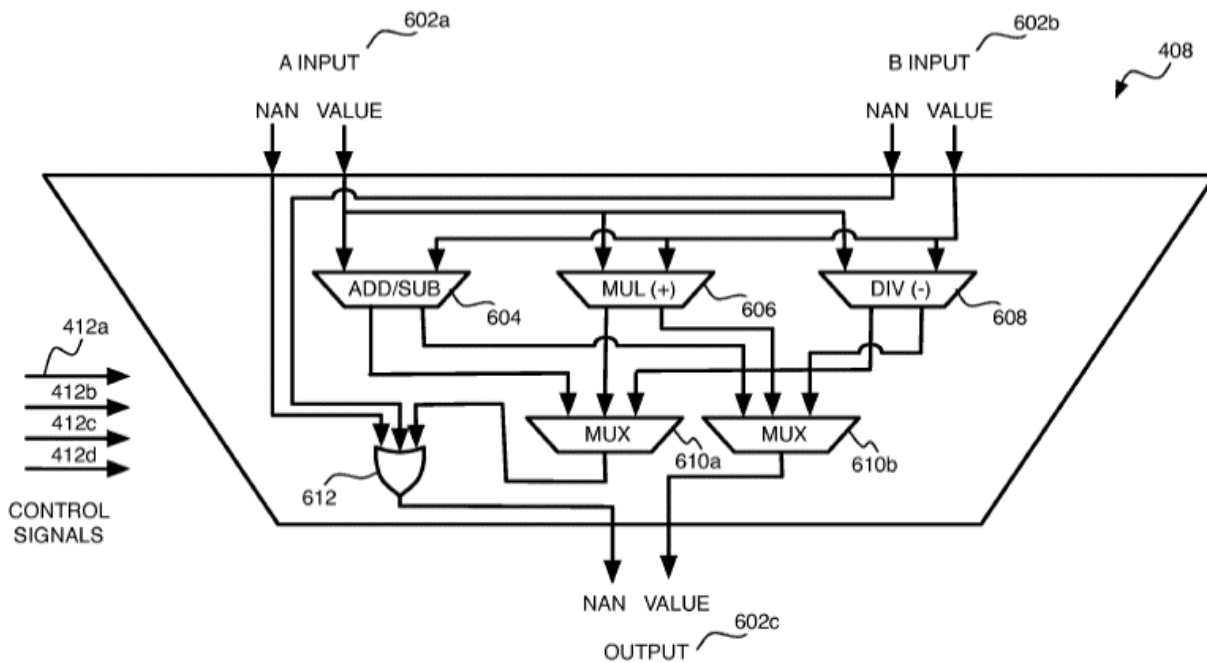 602a
602b
408
A INPUT
B INPUT
NAN VALUE
NAN VALUE
ADD/SUB
604
MUL (+)
606
DIV (-)
608
412a
412b
412c
412d
CONTROL
SIGNALS
MUX
610a
MUX
610b
612
NAN VALUE
OUTPUT
602c